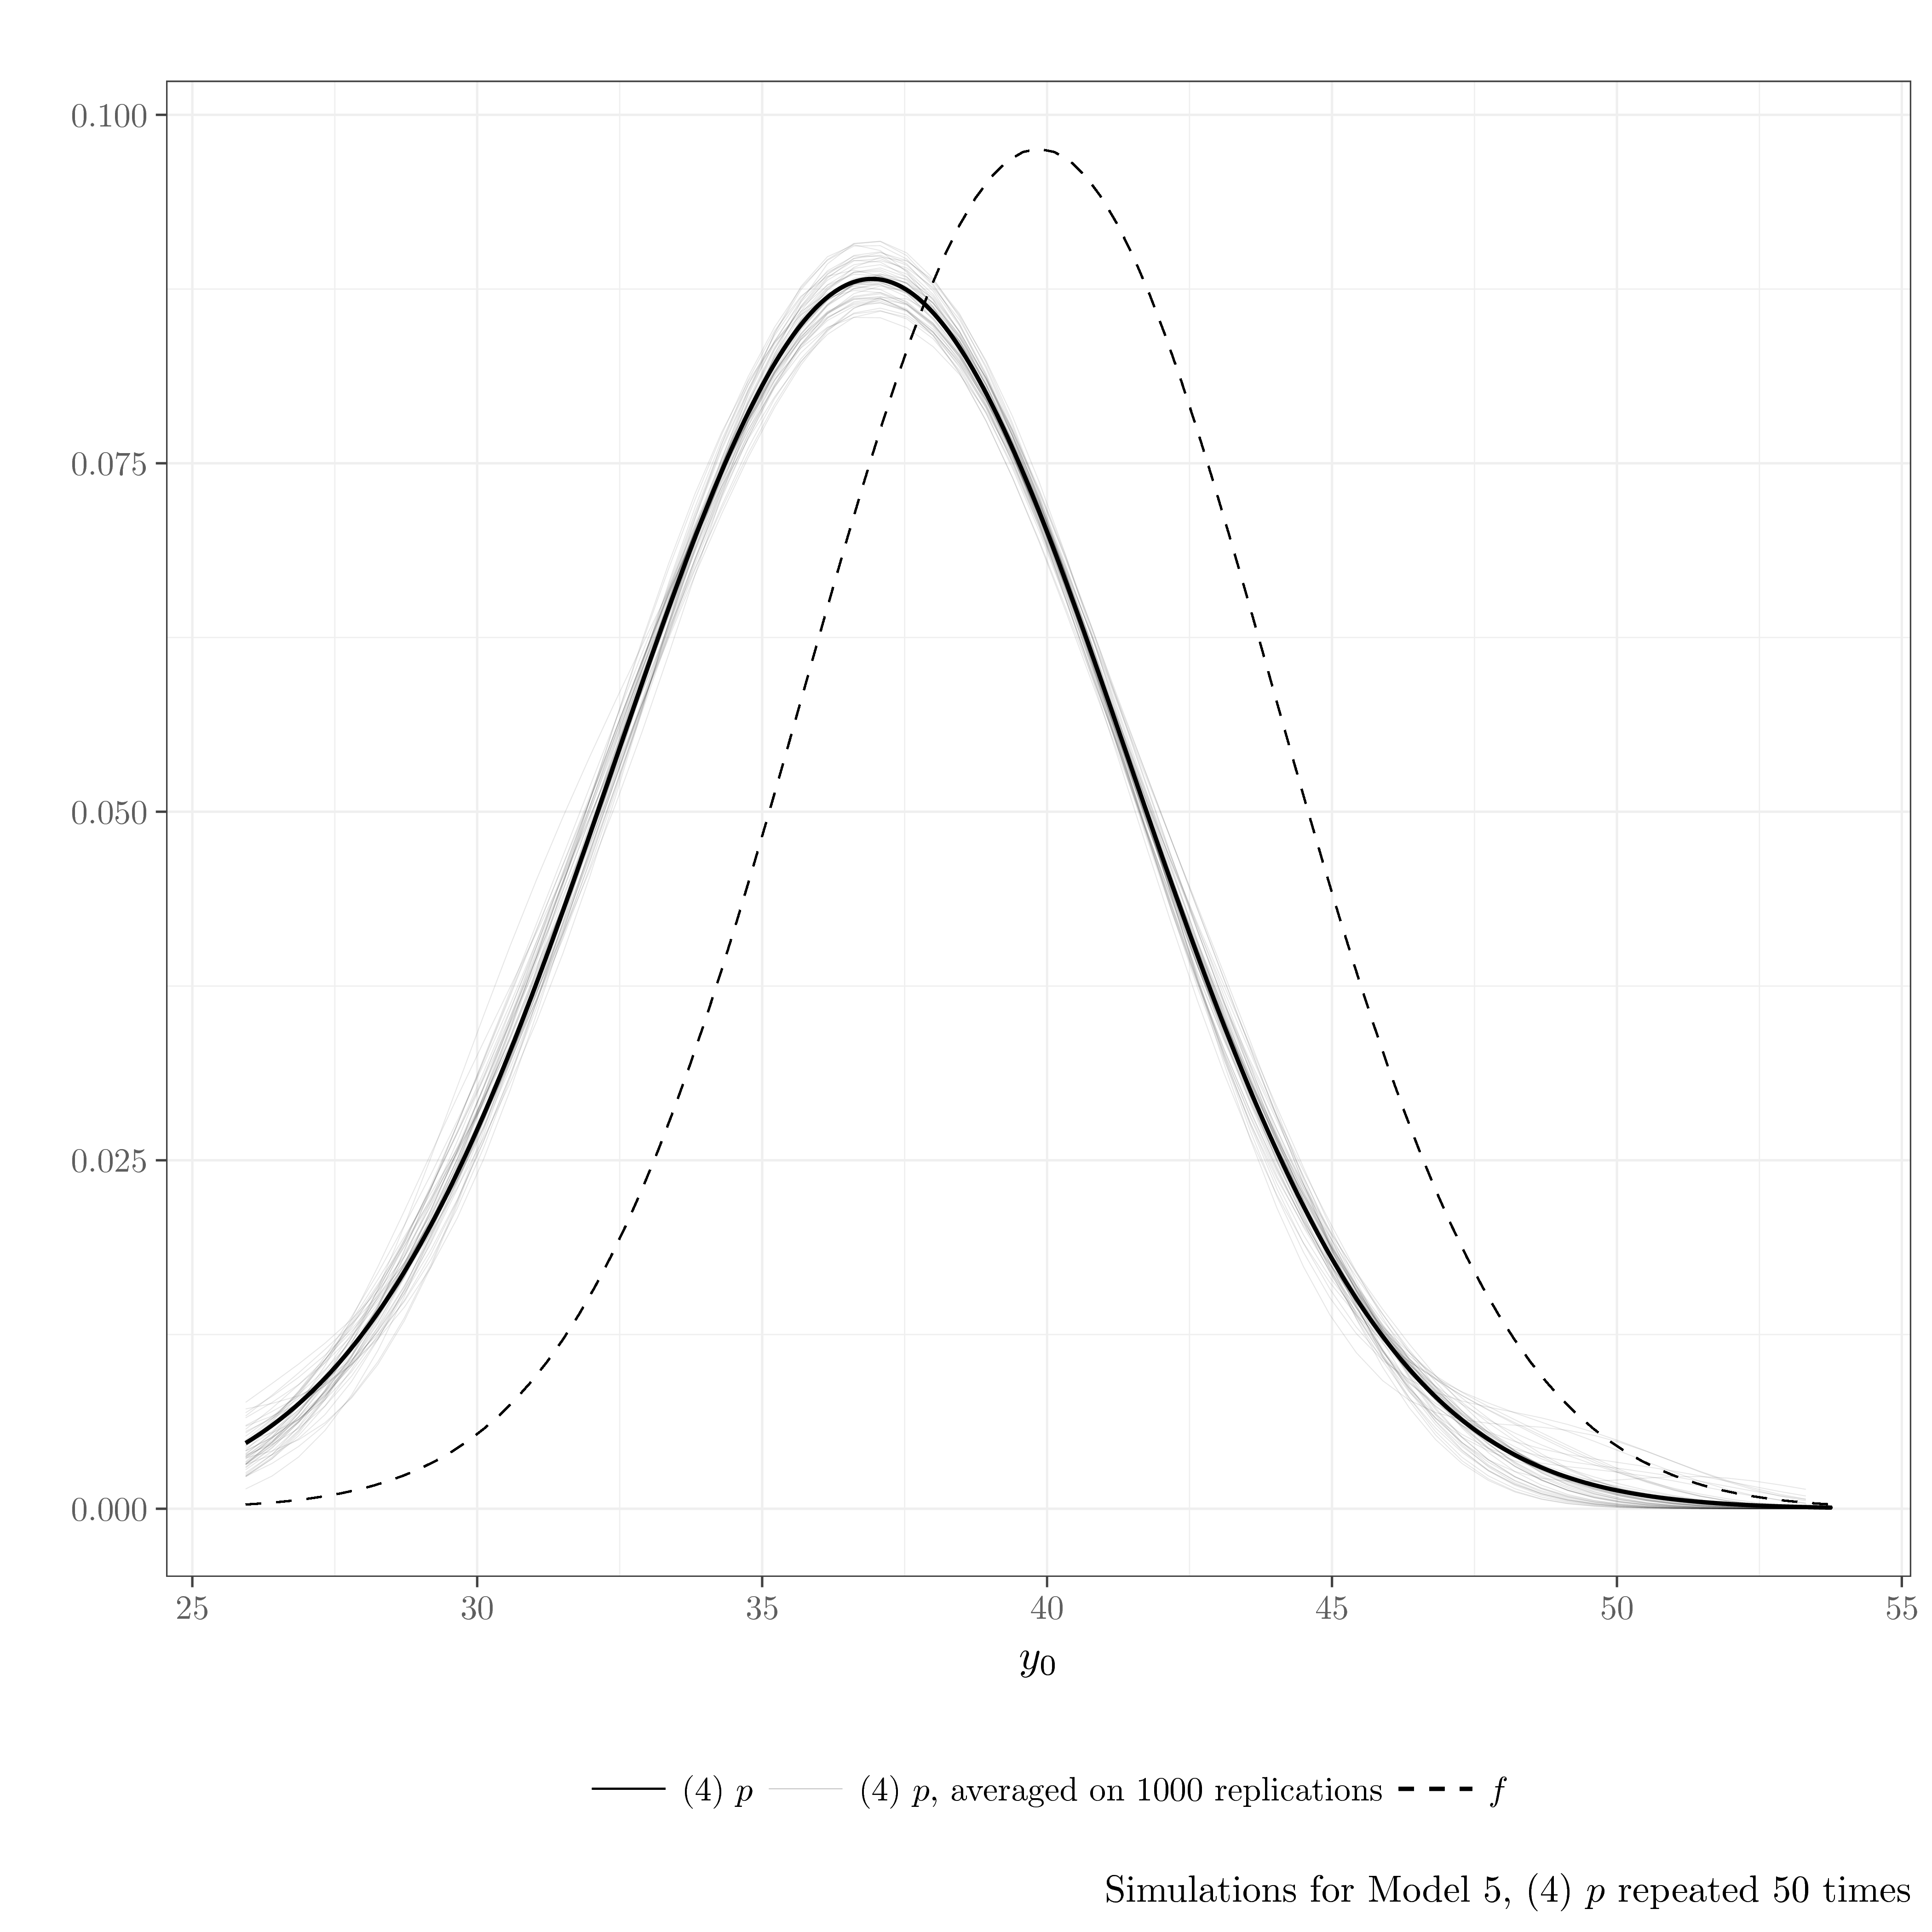 0.100
0.075
0.050
0.025
0.000
25 30 35 40 45 50 55
y₀
(4) p (4) p, averaged on 1000 replications f
Simulations for Model 5, (4) p repeated 50 times